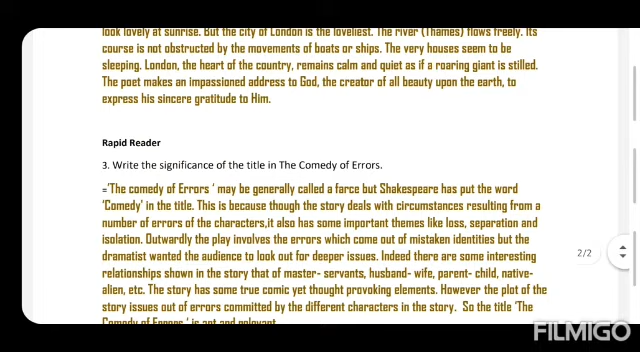 look lovely at sunrise. But the city of London is the loveliest. The river (Thames) flows freely. Its
course is not obstructed by the movements of boats or ships. The very houses seem to be
sleeping. London, the heart of the country, remains calm and quiet as if a roaring giant is stilled.
The poet makes an impassioned address to God, the creator of all beauty upon the earth, to
express his sincere gratitude to Him.
Rapid Reader
3. Write the significance of the title in The Comedy of Errors.
='The comedy of Errors ' may be generally called a farce but Shakespeare has put the word
'Comedy' in the title. This is because though the story deals with circumstances resulting from a
number of errors of the characters,it also has some important themes like loss, separation and
isolation. Outwardly the play involves the errors which come out of mistaken identities but the
dramatist wanted the audience to look out for deeper issues. Indeed there are some interesting
relationships shown in the story that of master- servants, husband- wife, parent- child, native-
alien, etc. The story has some true comic yet thought provoking elements. However the plot of the
story issues out of errors committed by the different characters in the story. So the title 'The
Comedy of Errors ' is apt and relevant.
2/2
FILMIGO